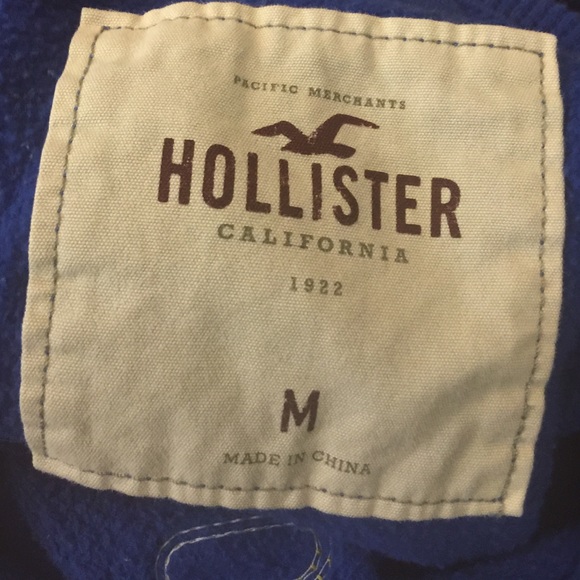 PACIFIC MERCHANTS
HOLLISTER
CALIFORNIA
1922
M
MADE IN CHINA